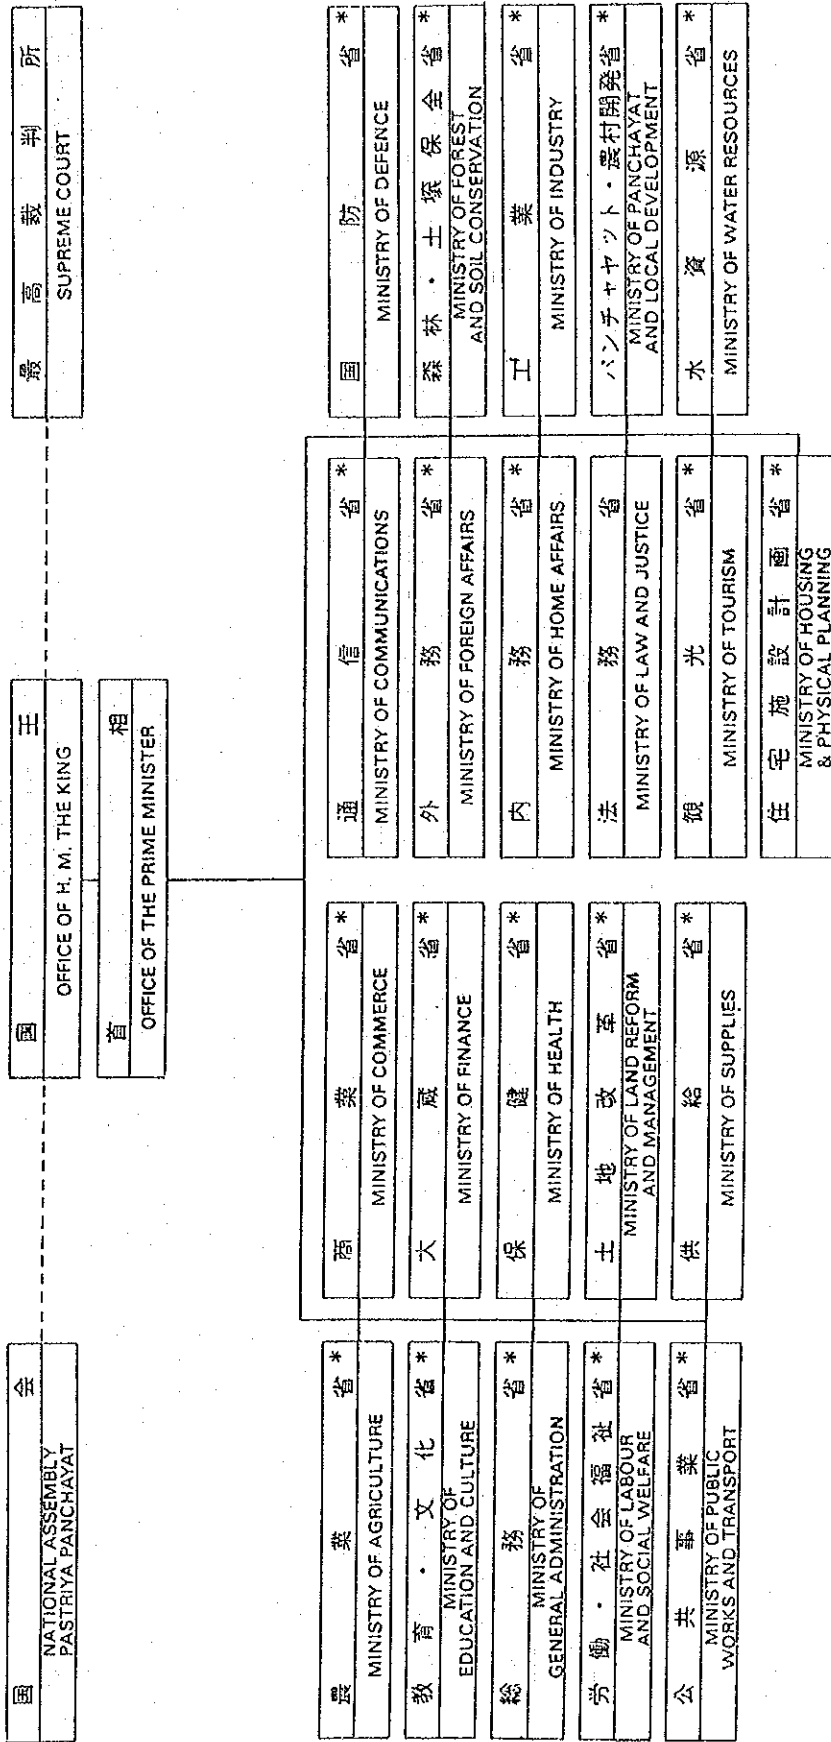 国会
NATIONAL ASSEMBLY
PASTRIYA PANCHAYAT
国王
OFFICE OF H. M. THE KING
最高裁判所
SUPREME COURT
首相
OFFICE OF THE PRIME MINISTER
農業省*
MINISTRY OF AGRICULTURE
商業省*
MINISTRY OF COMMERCE
通信省*
MINISTRY OF COMMUNICATIONS
国防省*
MINISTRY OF DEFENCE
教育・文化省*
MINISTRY OF
EDUCATION AND CULTURE
大蔵省*
MINISTRY OF FINANCE
外務省*
MINISTRY OF FOREIGN AFFAIRS
森林・土壌保全省*
MINISTRY OF FOREST
AND SOIL CONSERVATION
総務省*
MINISTRY OF
GENERAL ADMINISTRATION
保健省*
MINISTRY OF HEALTH
内務省*
MINISTRY OF HOME AFFAIRS
工業省*
MINISTRY OF INDUSTRY
労働・社会福祉省*
MINISTRY OF LABOUR
AND SOCIAL WELFARE
土地改革省*
MINISTRY OF LAND REFORM
AND MANAGEMENT
法務省*
MINISTRY OF LAW AND JUSTICE
パンチャヤット・農村開発省*
MINISTRY OF PANCHAYAT
AND LOCAL DEVELOPMENT
公共事業省*
MINISTRY OF PUBLIC
WORKS AND TRANSPORT
供給省*
MINISTRY OF SUPPLIES
観光省*
MINISTRY OF TOURISM
水資源省*
MINISTRY OF WATER RESOURCES
住宅施設計画省*
MINISTRY OF HOUSING
& PHYSICAL PLANNING